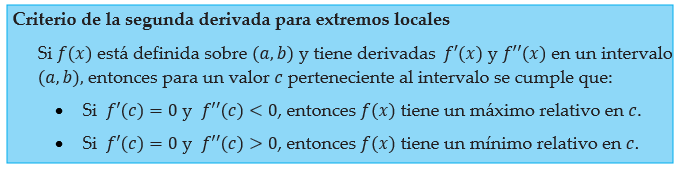 Criterio de la segunda derivada para extremos locales
Si f(x) está definida sobre (a, b) y tiene derivadas f′(x) y f′′(x) en un intervalo
(a, b), entonces para un valor c perteneciente al intervalo se cumple que:
• Si f′(c) = 0 y f′′(c) < 0, entonces f(x) tiene un máximo relativo en c.
• Si f′(c) = 0 y f′′(c) > 0, entonces f(x) tiene un mínimo relativo en c.